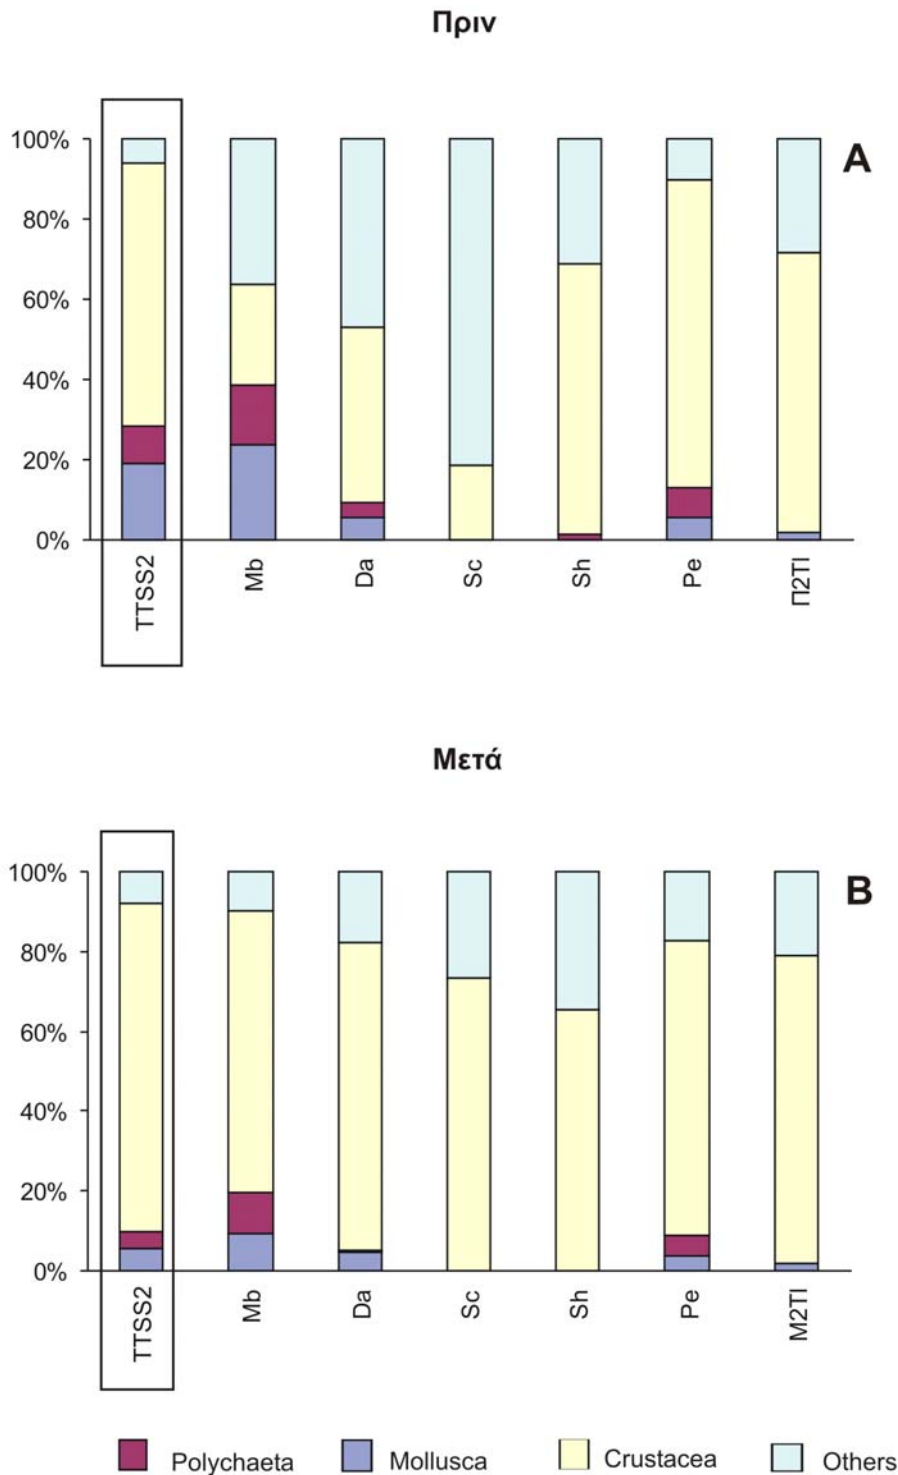 Πριν
A
100%
80%
60%
40%
20%
0%
TTSS2 Mb Da Sc Sh Pe Π2ΤΙ
Μετά
B
100%
80%
60%
40%
20%
0%
TTSS2 Mb Da Sc Sh Pe M2TI
Polychaeta Mollusca Crustacea Others